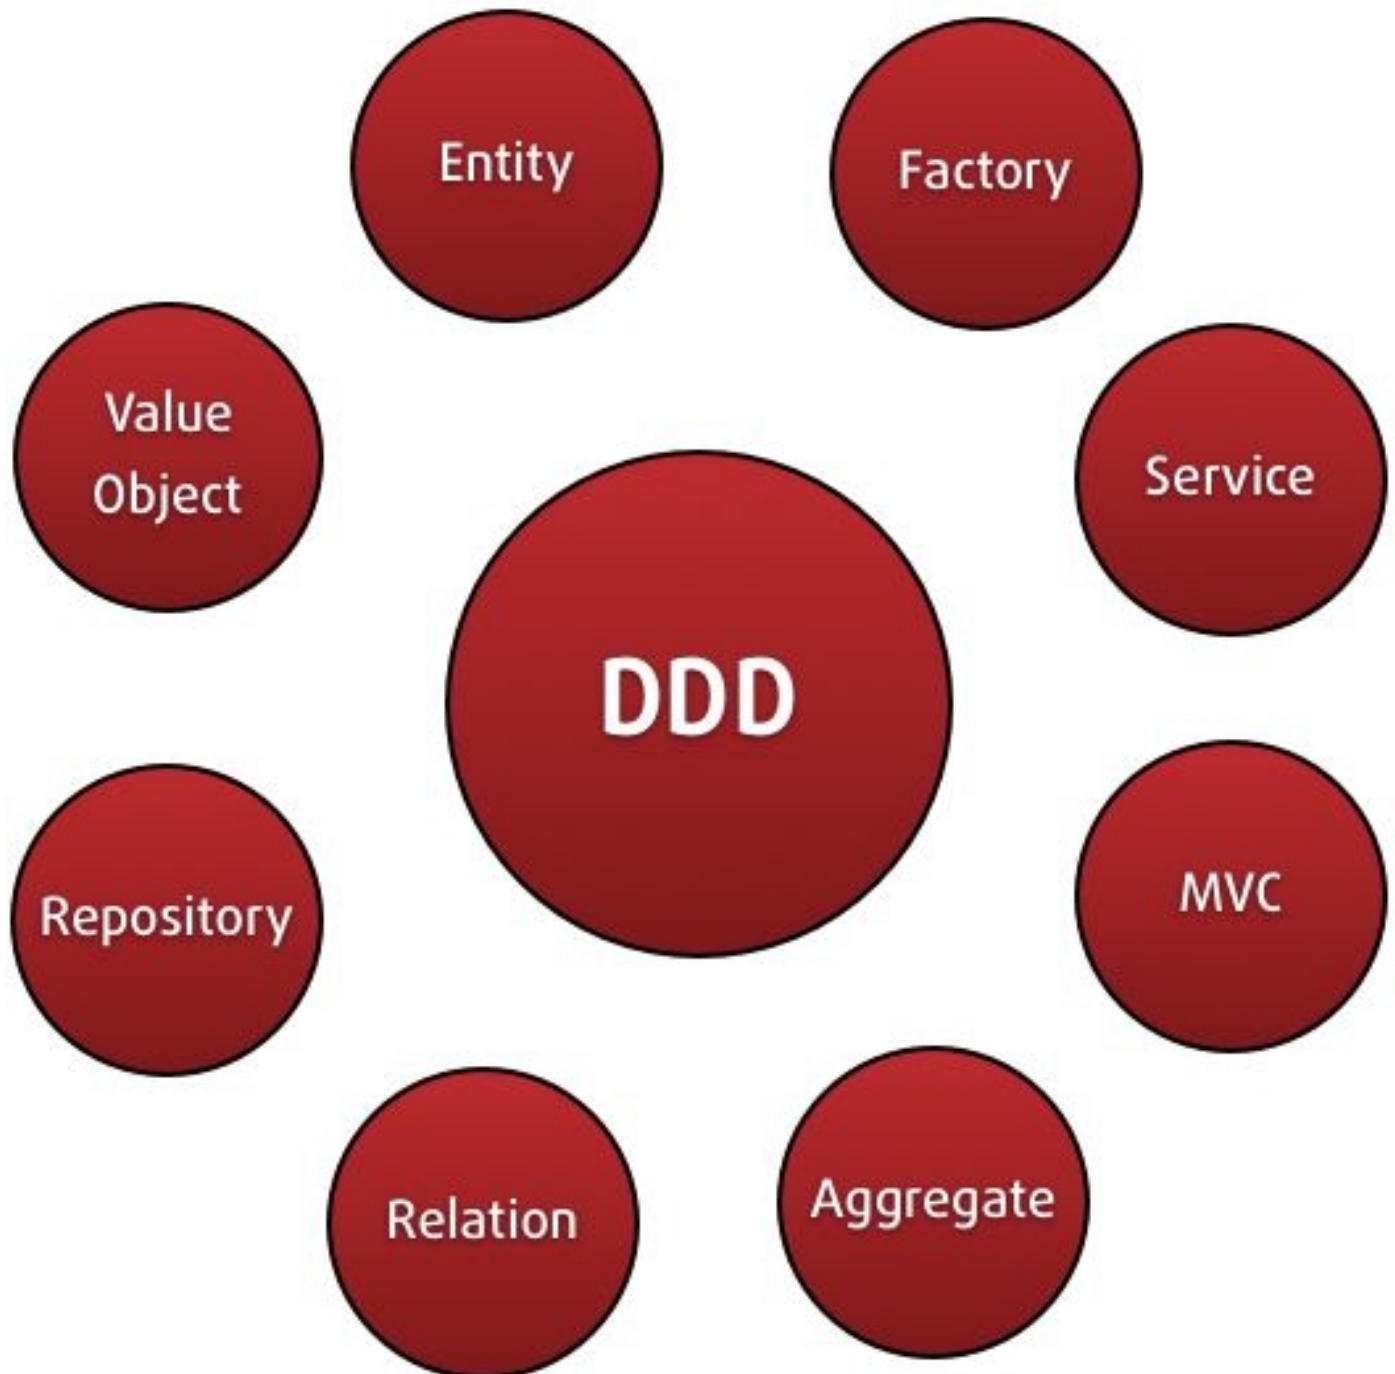 Entity
Factory
Value
Object
Service
DDD
Repository
MVC
Relation
Aggregate